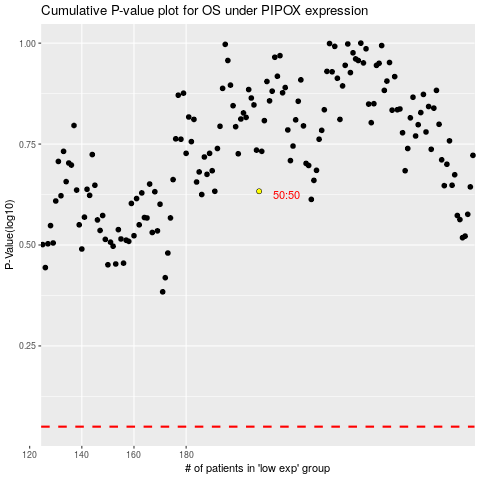 Cumulative P-value plot for OS under PIPOX expression
P-Value(log10)
1.00
0.75
0.50
0.25
50:50
120 140 160 180
# of patients in 'low exp' group